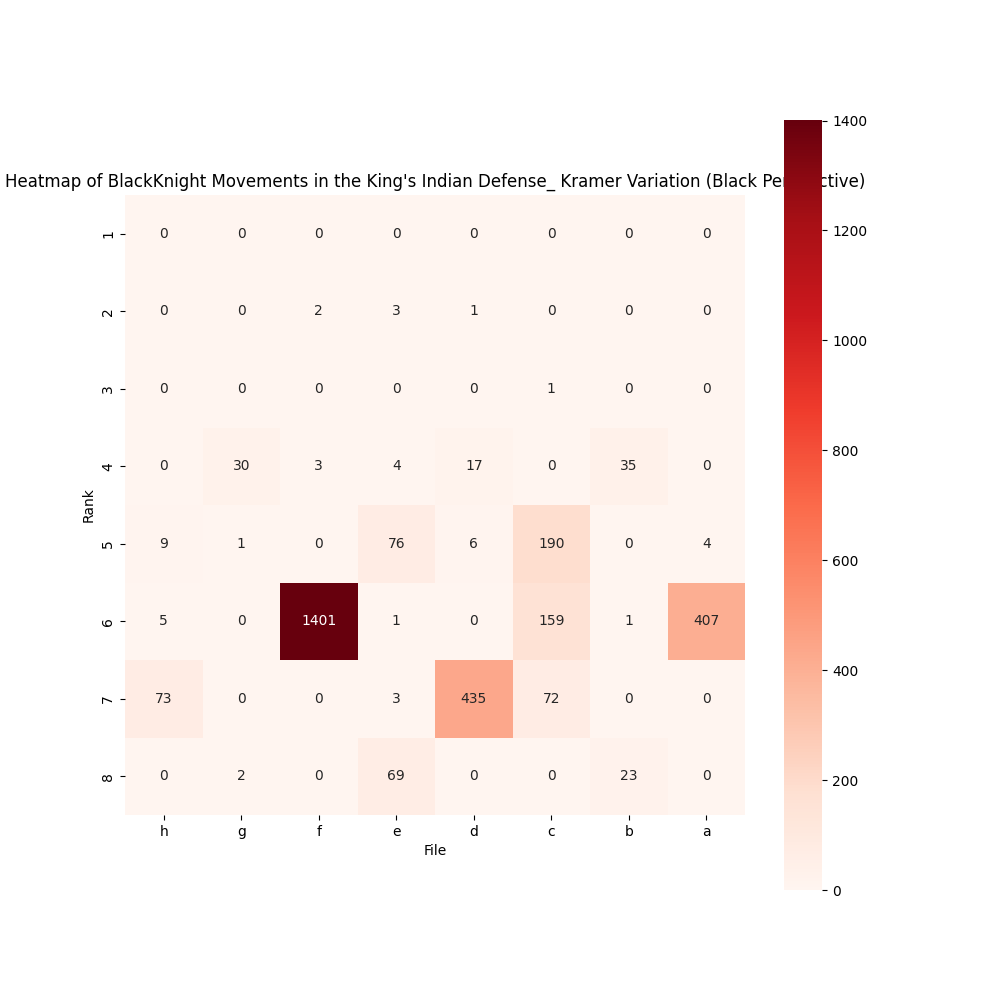 Heatmap of BlackKnight Movements in the King's Indian Defense_ Kramer Variation (Black Pe ctive)
1400
1200
1000
800
600
400
200
0
Rank
1 0 0 0 0 0 0 0 0
2 0 0 2 3 1 0 0 0
3 0 0 0 0 0 1 0 0
4 0 30 3 4 17 0 35 0
5 9 1 0 76 6 190 0 4
6 5 0 1401 1 0 159 1 407
7 73 0 0 3 435 72 0 0
8 0 2 0 69 0 0 23 0
h g f e d c b a
File